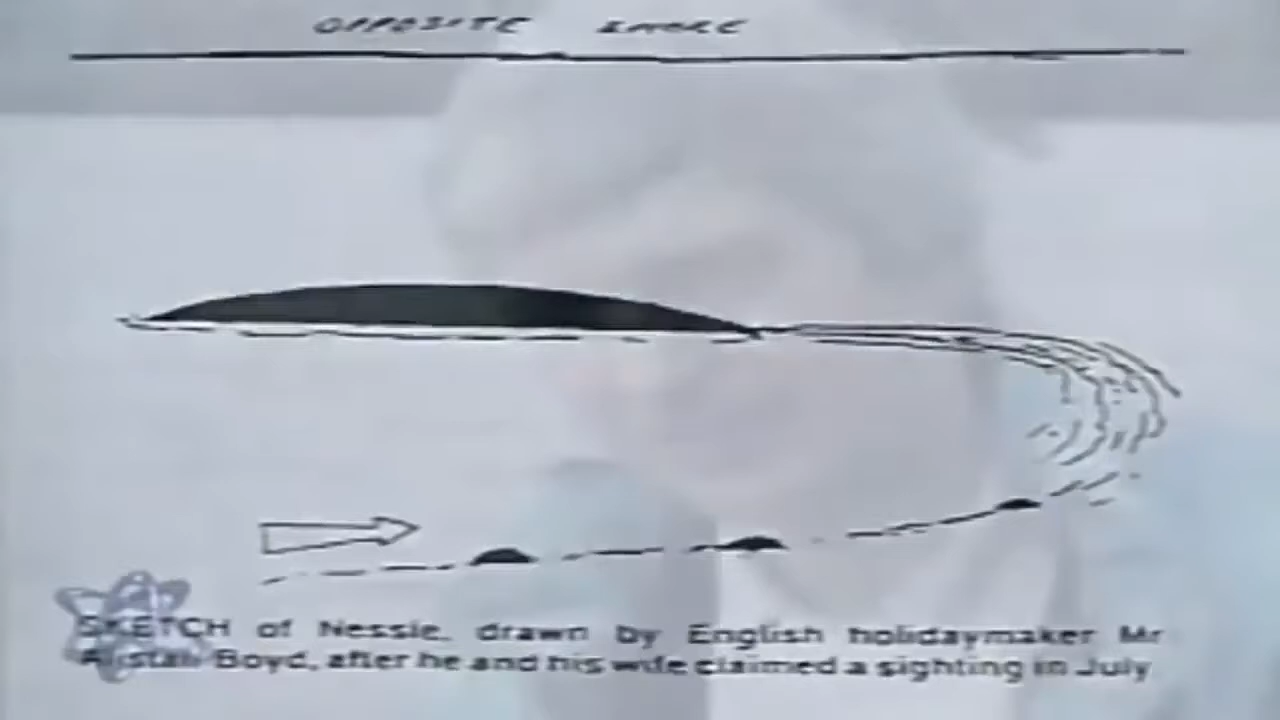 OPPOSITE SHORE
SKETCH of Nessie, drawn by English holidaymaker Mr
Alistair Boyd, after he and his wife claimed a sighting in July